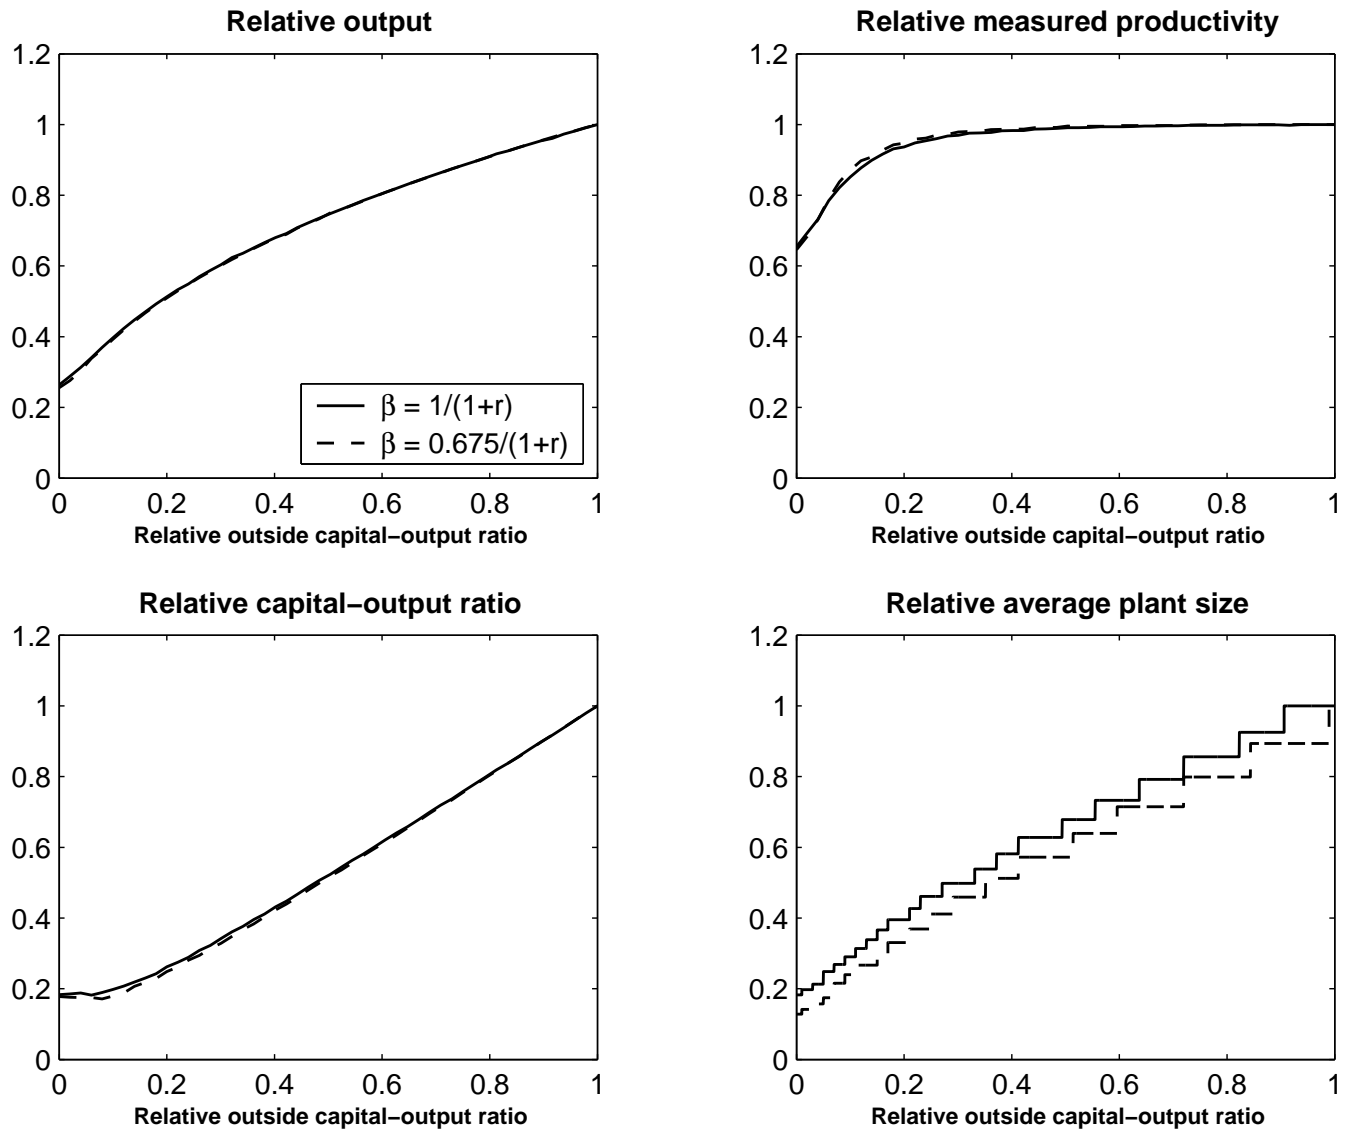 Relative output
1.2
1
0.8
0.6
0.4
0.2
0
β = 1/(1+r)
β = 0.675/(1+r)
0 0.2 0.4 0.6 0.8 1
Relative outside capital–output ratio
Relative measured productivity
1.2
1
0.8
0.6
0.4
0.2
0
0 0.2 0.4 0.6 0.8 1
Relative outside capital–output ratio
Relative capital–output ratio
1.2
1
0.8
0.6
0.4
0.2
0
0 0.2 0.4 0.6 0.8 1
Relative outside capital–output ratio
Relative average plant size
1.2
1
0.8
0.6
0.4
0.2
0
0 0.2 0.4 0.6 0.8 1
Relative outside capital–output ratio